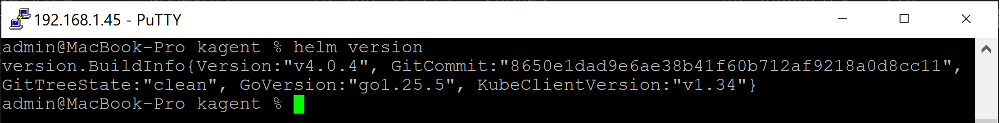 192.168.1.45 - PuTTY
admin@MacBook-Pro kagent % helm version
version.BuildInfo{Version:"v4.0.4", GitCommit:"8650e1dad9e6ae38b41f60b712af9218a0d8cc11",
GitTreeState:"clean", GoVersion:"go1.25.5", KubeClientVersion:"v1.34"}
admin@MacBook-Pro kagent %